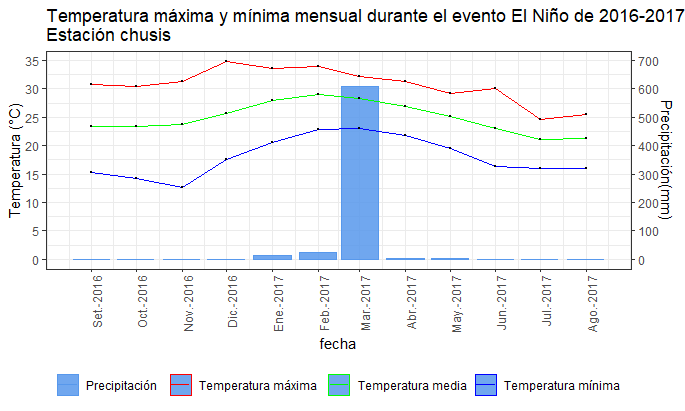 Temperatura máxima y mínima mensual durante el evento El Niño de 2016-2017
Estación chusis
Temperatura (°C)
35
30
25
20
15
10
5
0
700
600
500
400
300
200
100
0
Precipitación(mm)
Set.-2016
Oct.-2016
Nov.-2016
Dic.-2016
Ene.-2017
Feb.-2017
Mar.-2017
Abr.-2017
May.-2017
Jun.-2017
Jul.-2017
Ago.-2017
fecha
Precipitación
Temperatura máxima
Temperatura media
Temperatura mínima